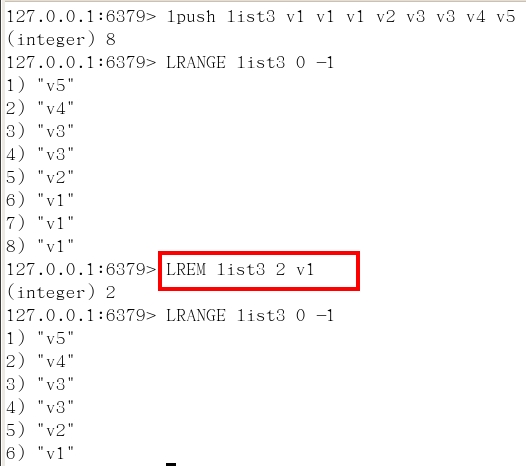 127.0.0.1:6379> lpush list3 v1 v1 v1 v2 v3 v3 v4 v5
(integer) 8
127.0.0.1:6379> LRANGE list3 0 -1
1) "v5"
2) "v4"
3) "v3"
4) "v3"
5) "v2"
6) "v1"
7) "v1"
8) "v1"
127.0.0.1:6379> LREM list3 2 v1
(integer) 2
127.0.0.1:6379> LRANGE list3 0 -1
1) "v5"
2) "v4"
3) "v3"
4) "v3"
5) "v2"
6) "v1"